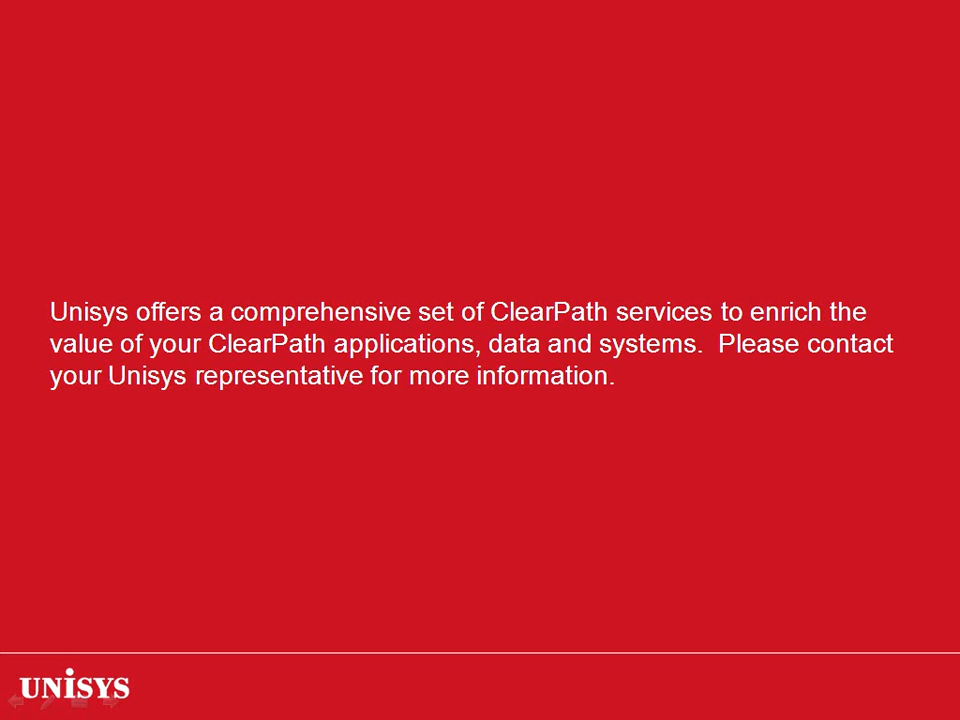 Unisys offers a comprehensive set of ClearPath services to enrich the
value of your ClearPath applications, data and systems.  Please contact
your Unisys representative for more information.
UNiSYS